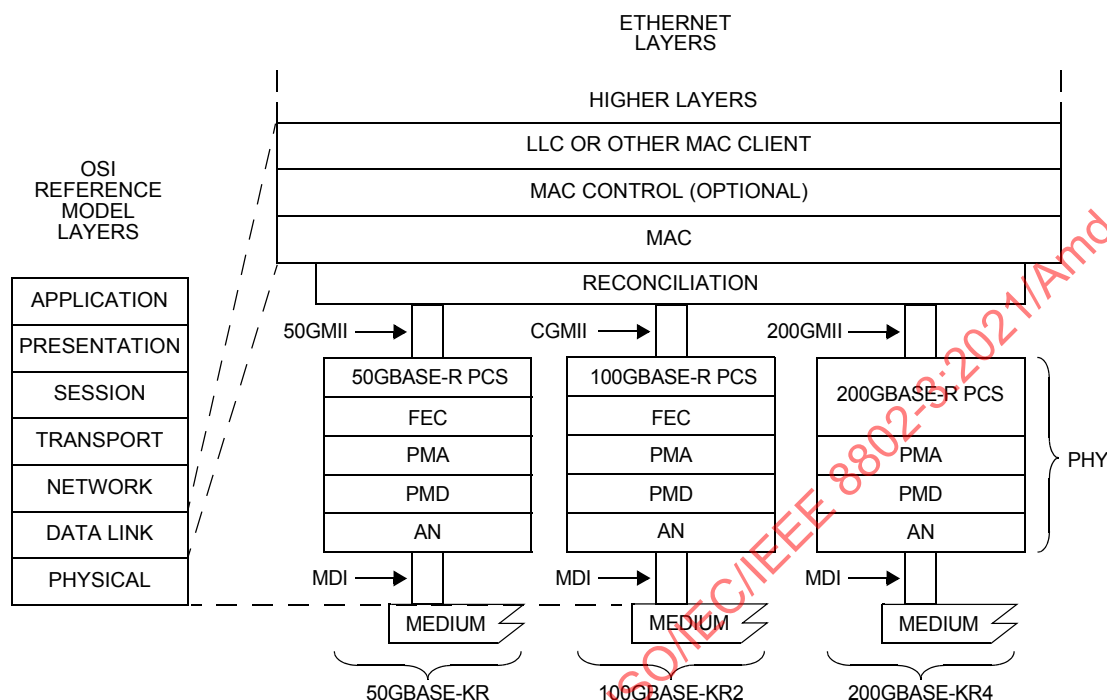 ETHERNET
LAYERS
HIGHER LAYERS
LLC OR OTHER MAC CLIENT
MAC CONTROL (OPTIONAL)
MAC
RECONCILIATION
OSI
REFERENCE
MODEL
LAYERS
APPLICATION
PRESENTATION
SESSION
TRANSPORT
NETWORK
DATA LINK
PHYSICAL
50GMII
CGMII
200GMII
50GBASE-R PCS
FEC
PMA
PMD
AN
100GBASE-R PCS
FEC
PMA
PMD
AN
200GBASE-R PCS
PMA
PMD
AN
PHY
MDI
MDI
MDI
MEDIUM
MEDIUM
MEDIUM
50GBASE-KR
100GBASE-KR2
200GBASE-KR4
ISO/IEC/IEEE 8802-3:2021/Amd